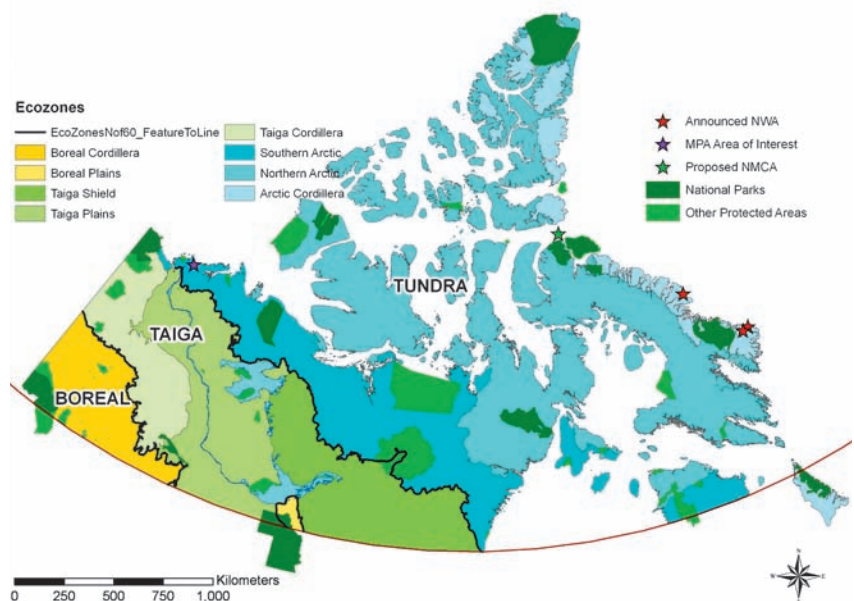 Ecozones
EcoZonesNof60_FeatureToLine
Boreal Cordillera
Boreal Plains
Taiga Shield
Taiga Plains
Taiga Cordillera
Southern Arctic
Northern Arctic
Arctic Cordillera
Announced NWA
MPA Area of Interest
Proposed NMCA
National Parks
Other Protected Areas
TUNDRA
TAIGA
BOREAL
Kilometers
0 250 500 750 1,000
N
W E
S